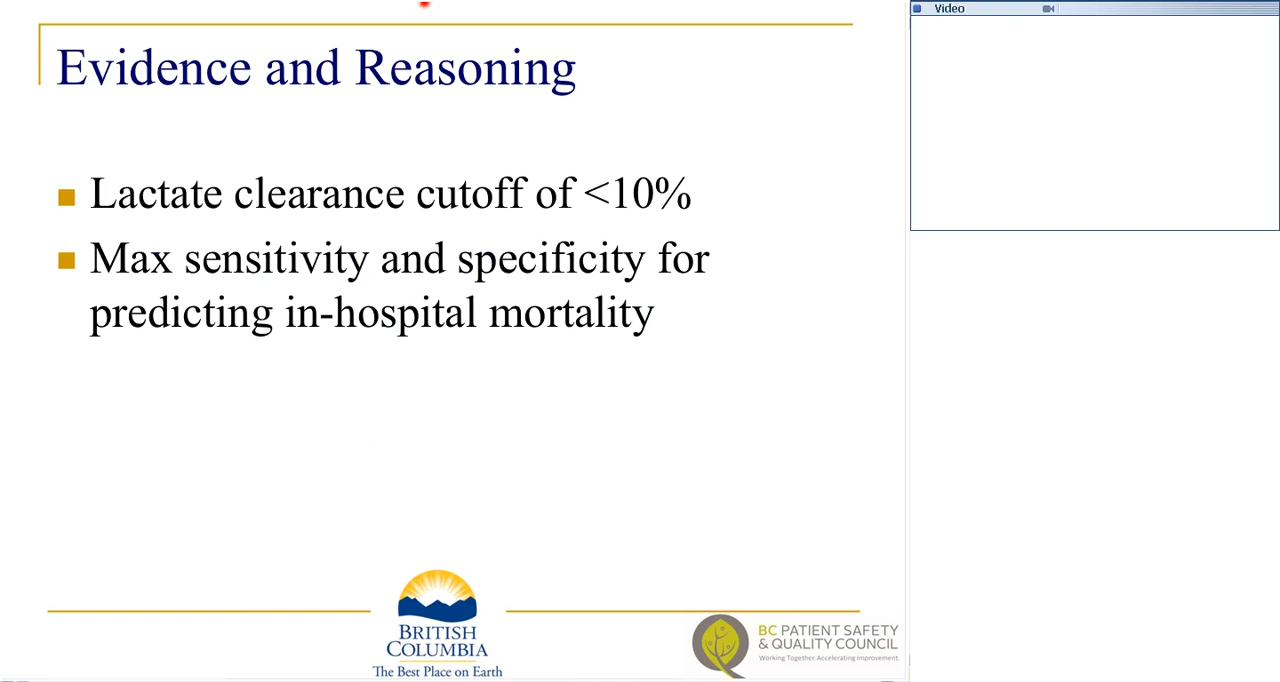 Video
Evidence and Reasoning
Lactate clearance cutoff of <10%
Max sensitivity and specificity for
predicting in-hospital mortality
BRITISH
COLUMBIA
The Best Place on Earth
BC PATIENT SAFETY
& QUALITY COUNCIL
Working Together. Accelerating Improvement.